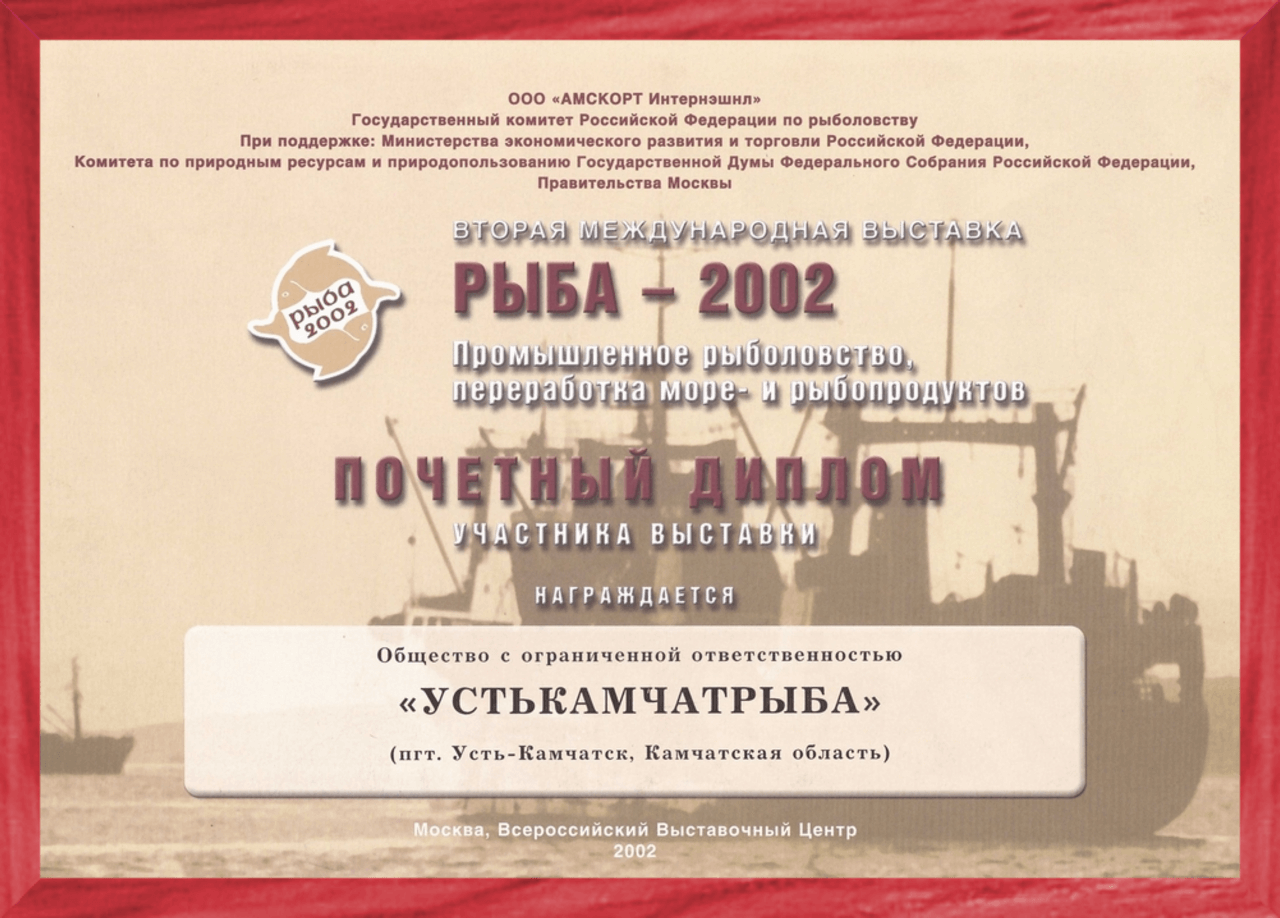 ООО «АМСКОРТ Интернэшнл»
Государственный комитет Российской Федерации по рыболовству
При поддержке: Министерства экономического развития и торговли Российской Федерации,
Комитета по природным ресурсам и природопользованию Государственной Думы Федерального Собрания Российской Федерации,
Правительства Москвы
ВТОРАЯ МЕЖДУНАРОДНАЯ ВЫСТАВКА
РЫБА – 2002
рыба
2002
Промышленное рыболовство,
переработка море- и рыбопродуктов
ПОЧЕТНЫЙ ДИПЛОМ
УЧАСТНИКА ВЫСТАВКИ
НАГРАЖДАЕТСЯ
Общество с ограниченной ответственностью
«УСТЬКАМЧАТРЫБА»
(пгт. Усть-Камчатск, Камчатская область)
Москва, Всероссийский Выставочный Центр
2002